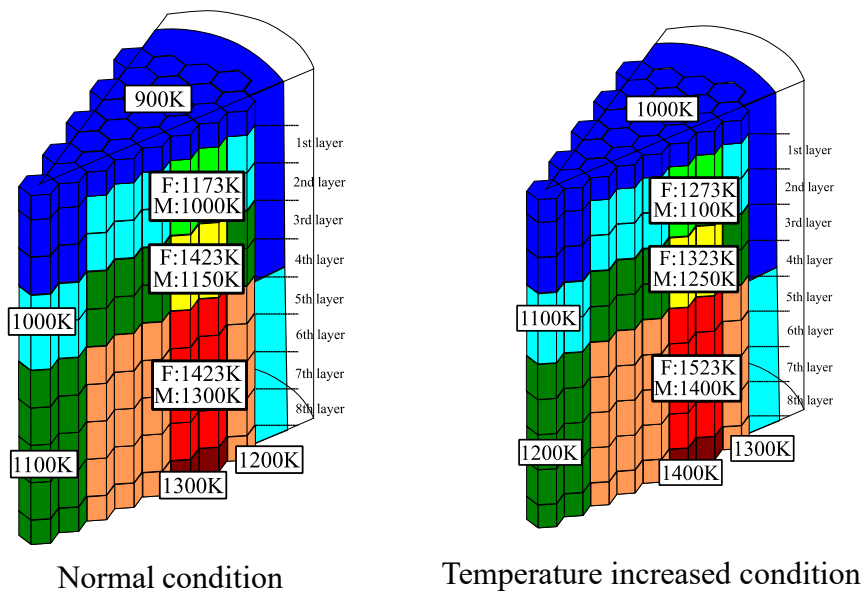 900K
1st layer
2nd layer
F:1173K
M:1000K
3rd layer
F:1423K
M:1150K
4th layer
5th layer
1000K
6th layer
F:1423K
M:1300K
7th layer
8th layer
1100K
1200K
1300K
Normal condition
1000K
1st layer
2nd layer
F:1273K
M:1100K
3rd layer
F:1323K
M:1250K
4th layer
5th layer
1100K
6th layer
F:1523K
M:1400K
7th layer
8th layer
1200K
1300K
1400K
Temperature increased condition